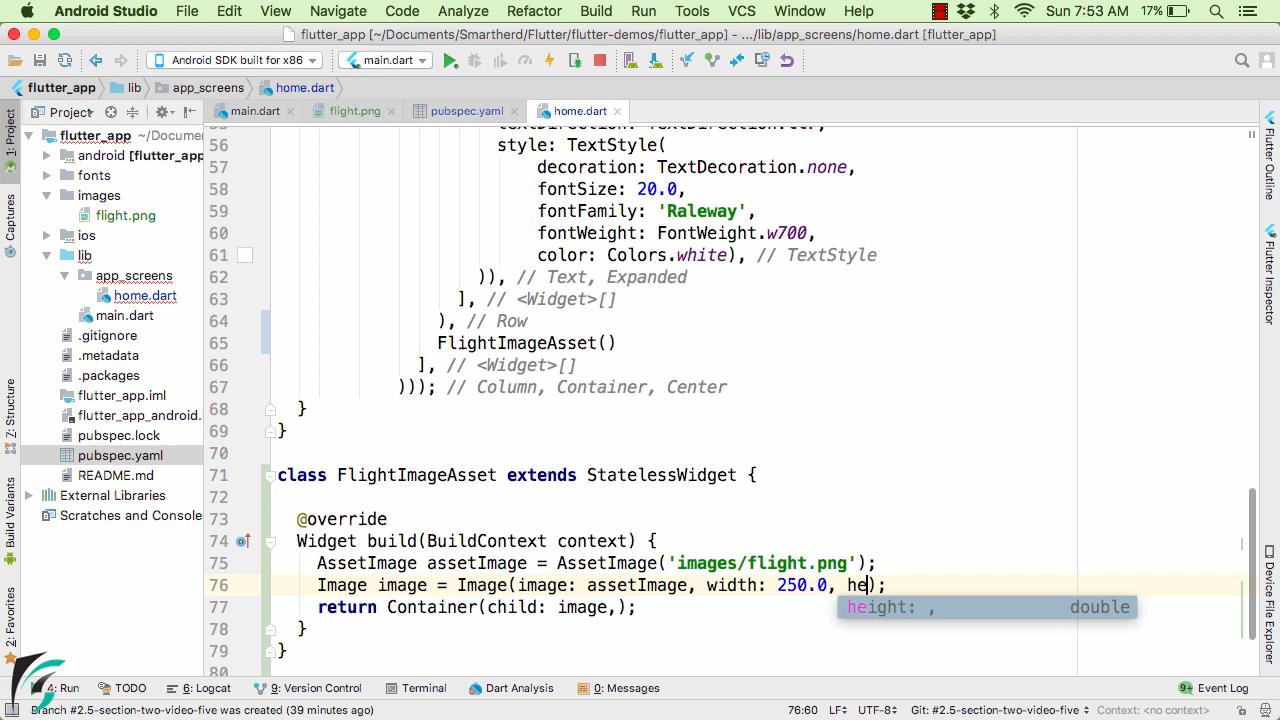 Android Studio File Edit View Navigate Code Analyze Refactor Build Run Tools VCS Window Help Sun 7:53 AM 17%
flutter_app [~/Documents/Smartherd/Flutter/flutter-demos/flutter_app] - .../lib/app_screens/home.dart [flutter_app]
Android SDK built for x86 main.dart
flutter_app lib app_screens home.dart
Project main.dart flight.png pubspec.yaml home.dart
1: Project
Captures
7: Structure
Build Variants
2: Favorites
flutter_app ~/Docume
android [flutter_app
fonts
images
flight.png
ios
lib
app_screens
home.dart
main.dart
.gitignore
.metadata
.packages
flutter_app.iml
flutter_app_android.
pubspec.lock
pubspec.yaml
README.md
External Libraries
Scratches and Console
56 style: TextStyle(
57 decoration: TextDecoration.none,
58 fontSize: 20.0,
59 fontFamily: 'Raleway',
60 fontWeight: FontWeight.w700,
61 color: Colors.white), // TextStyle
62 )), // Text, Expanded
63 ], // <Widget>[]
64 ), // Row
65 FlightImageAsset()
66 ], // <Widget>[]
67 ))); // Column, Container, Center
68 }
69 }
70
71 class FlightImageAsset extends StatelessWidget {
72
73 @override
74 Widget build(BuildContext context) {
75 AssetImage assetImage = AssetImage('images/flight.png');
76 Image image = Image(image: assetImage, width: 250.0, he);
77 return Container(child: image,);
height: , double
78 }
79 }
80
Flutter Outline
Flutter Inspector
Device File Explorer
4: Run TODO 6: Logcat 9: Version Control Terminal Dart Analysis 0: Messages Event Log
Branch #2.5-section-two-video-five was created (39 minutes ago) 76:60 LF÷ UTF-8÷ Git: #2.5-section-two-video-five Context: <no context>